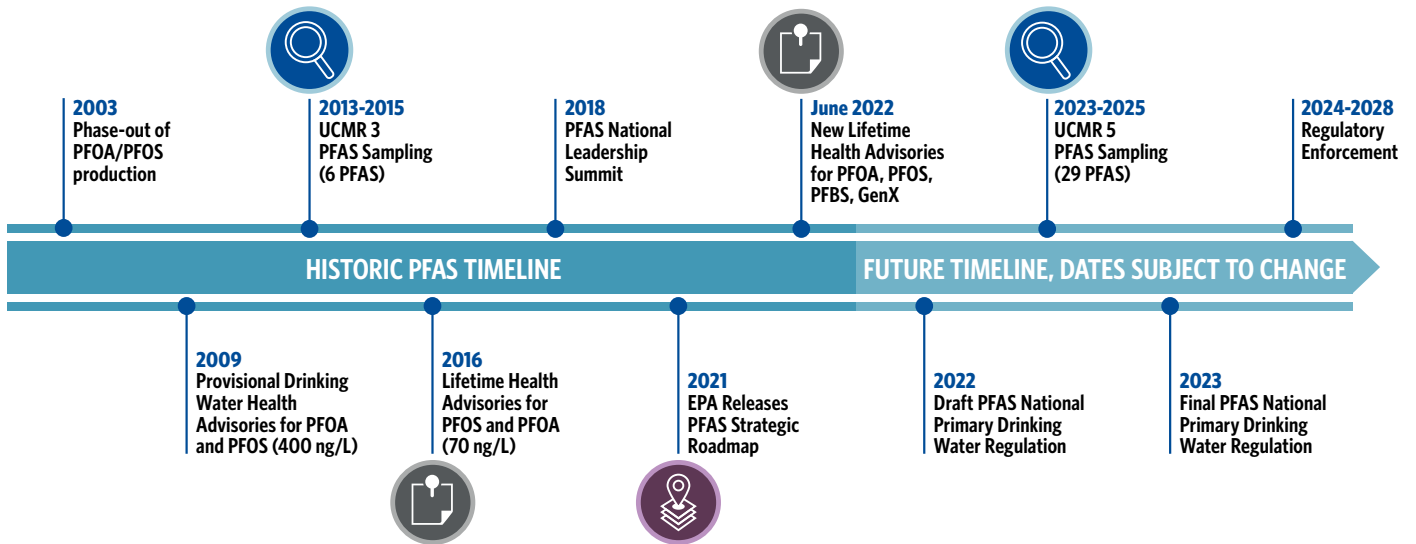 2003
Phase-out of
PFOA/PFOS
production
2013-2015
UCMR 3
PFAS Sampling
(6 PFAS)
2018
PFAS National
Leadership
Summit
June 2022
New Lifetime
Health Advisories
for PFOA, PFOS,
PFBS, GenX
2023-2025
UCMR 5
PFAS Sampling
(29 PFAS)
2024-2028
Regulatory
Enforcement
HISTORIC PFAS TIMELINE
FUTURE TIMELINE, DATES SUBJECT TO CHANGE
2009
Provisional Drinking
Water Health
Advisories for PFOA
and PFOS (400 ng/L)
2016
Lifetime Health
Advisories for
PFOS and PFOA
(70 ng/L)
2021
EPA Releases
PFAS Strategic
Roadmap
2022
Draft PFAS National
Primary Drinking
Water Regulation
2023
Final PFAS National
Primary Drinking
Water Regulation